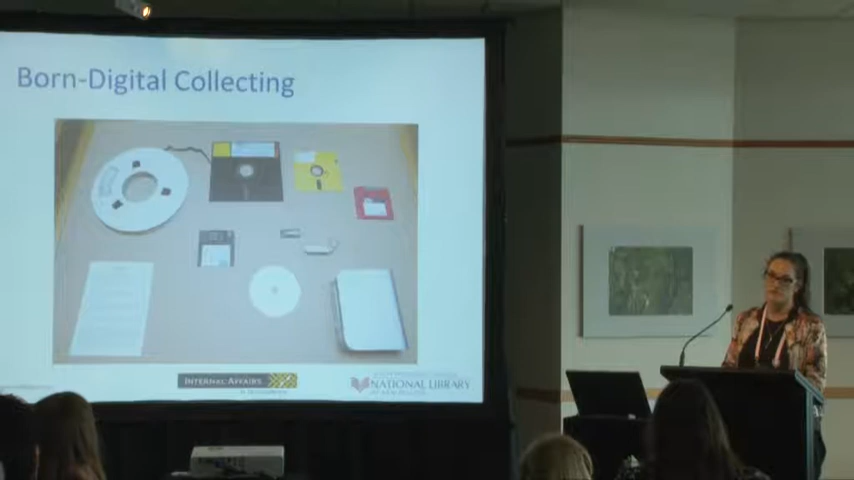 Born-Digital Collecting
INTERNAL AFFAIRS
NATIONAL LIBRARY